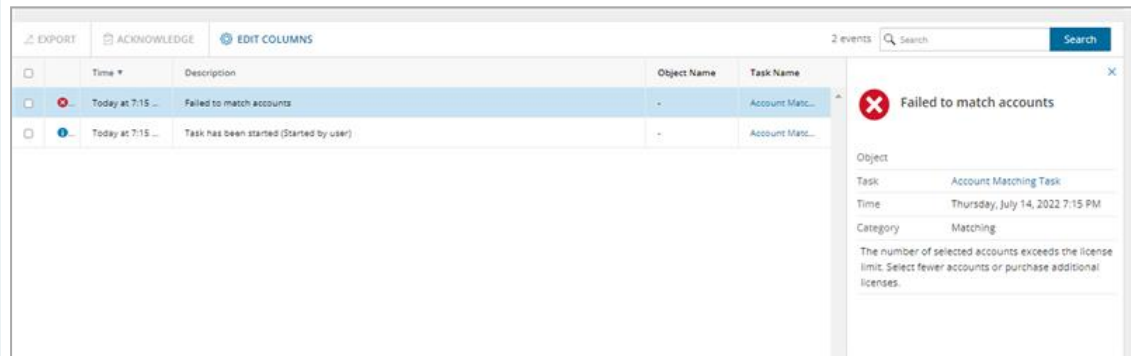 EXPORT ACKNOWLEDGE EDIT COLUMNS 2 events Search Search
Time Description Object Name Task Name
Today at 7:15 ... Failed to match accounts - Account Matc...
Today at 7:15 ... Task has been started (Started by user) - Account Matc...
Failed to match accounts
Object
Task Account Matching Task
Time Thursday, July 14, 2022 7:15 PM
Category Matching
The number of selected accounts exceeds the license
limit. Select fewer accounts or purchase additional
licenses.